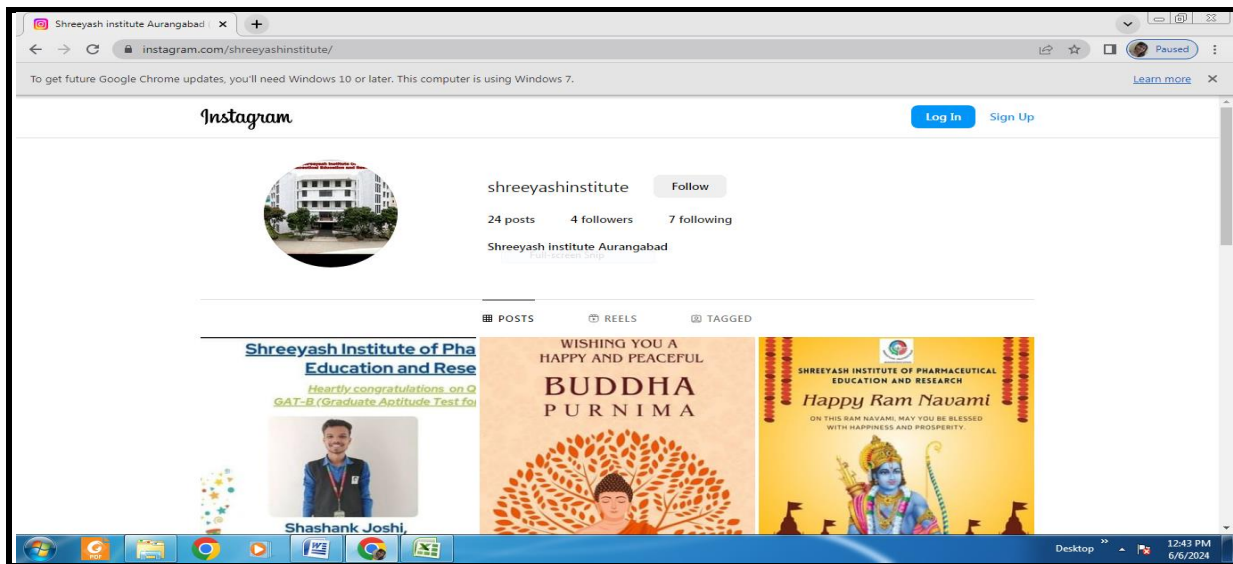 Shreeyash institute Aurangabad
instagram.com/shreeyashinstitute/
Paused
To get future Google Chrome updates, you'll need Windows 10 or later. This computer is using Windows 7.
Learn more
Instagram
Log In
Sign Up
shreeyashinstitute
Follow
24 posts
4 followers
7 following
Shreeyash institute Aurangabad
Full-screen Snip
POSTS
REELS
TAGGED
Shreeyash Institute of Pha
Education and Rese
Heartly congratulations on Q
GAT-B (Graduate Aptitude Test for
Shashank Joshi,
WISHING YOU A
HAPPY AND PEACEFUL
BUDDHA
PURNIMA
SHREEYASH INSTITUTE OF PHARMACEUTICAL
EDUCATION AND RESEARCH
Happy Ram Navami
ON THIS RAM NAVAMI, MAY YOU BE BLESSED
WITH HAPPINESS AND PROSPERITY.
Desktop
12:43 PM
6/6/2024